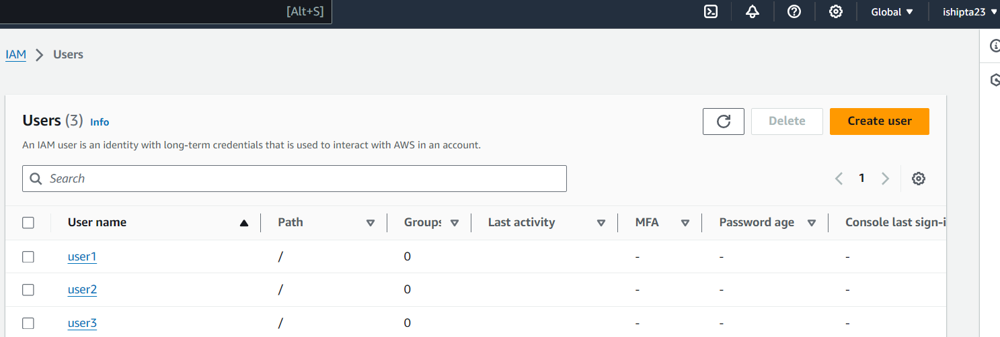 [Alt+S] Global ishipta23
IAM Users
Users (3) Info Delete Create user
An IAM user is an identity with long-term credentials that is used to interact with AWS in an account.
Search 1
User name Path Groups Last activity MFA Password age Console last sign-i
user1 / 0 - - -
user2 / 0 - - -
user3 / 0 - - -